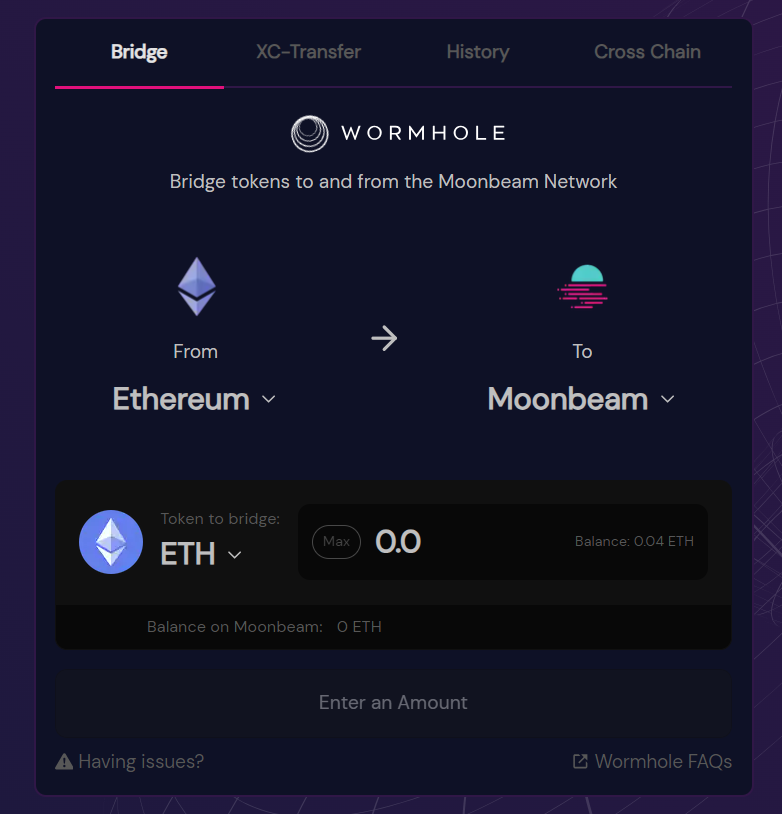 Bridge XC-Transfer History Cross Chain
WORMHOLE
Bridge tokens to and from the Moonbeam Network
From To
Ethereum Moonbeam
Token to bridge:
ETH Max 0.0 Balance: 0.04 ETH
Balance on Moonbeam: 0 ETH
Enter an Amount
Having issues? Wormhole FAQs